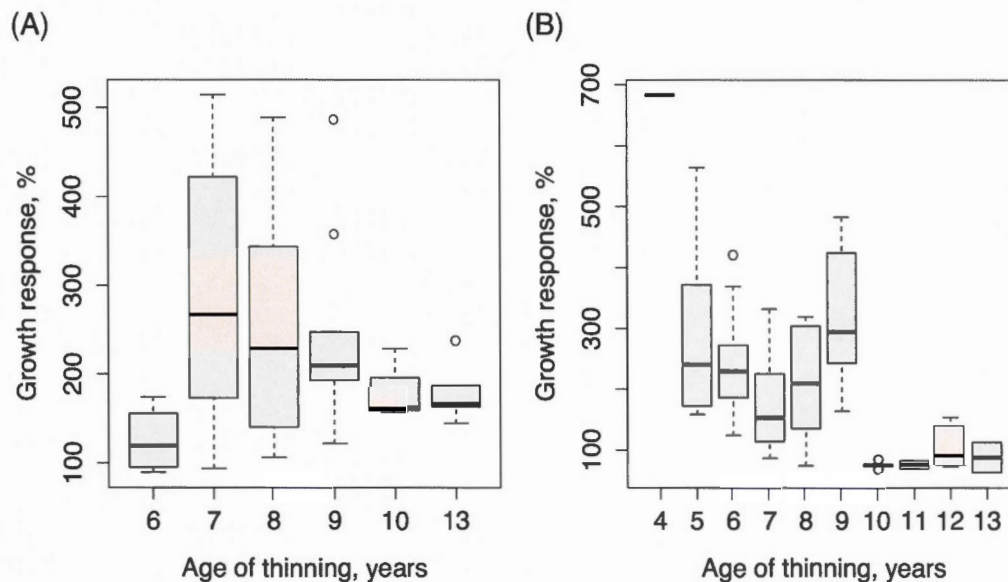 (A)
(B)
Growth response, %
500
400
300
200
100
6 7 8 9 10 13
Age of thinning, years
Growth response, %
700
500
300
100
4 5 6 7 8 9 10 11 12 13
Age of thinning, years